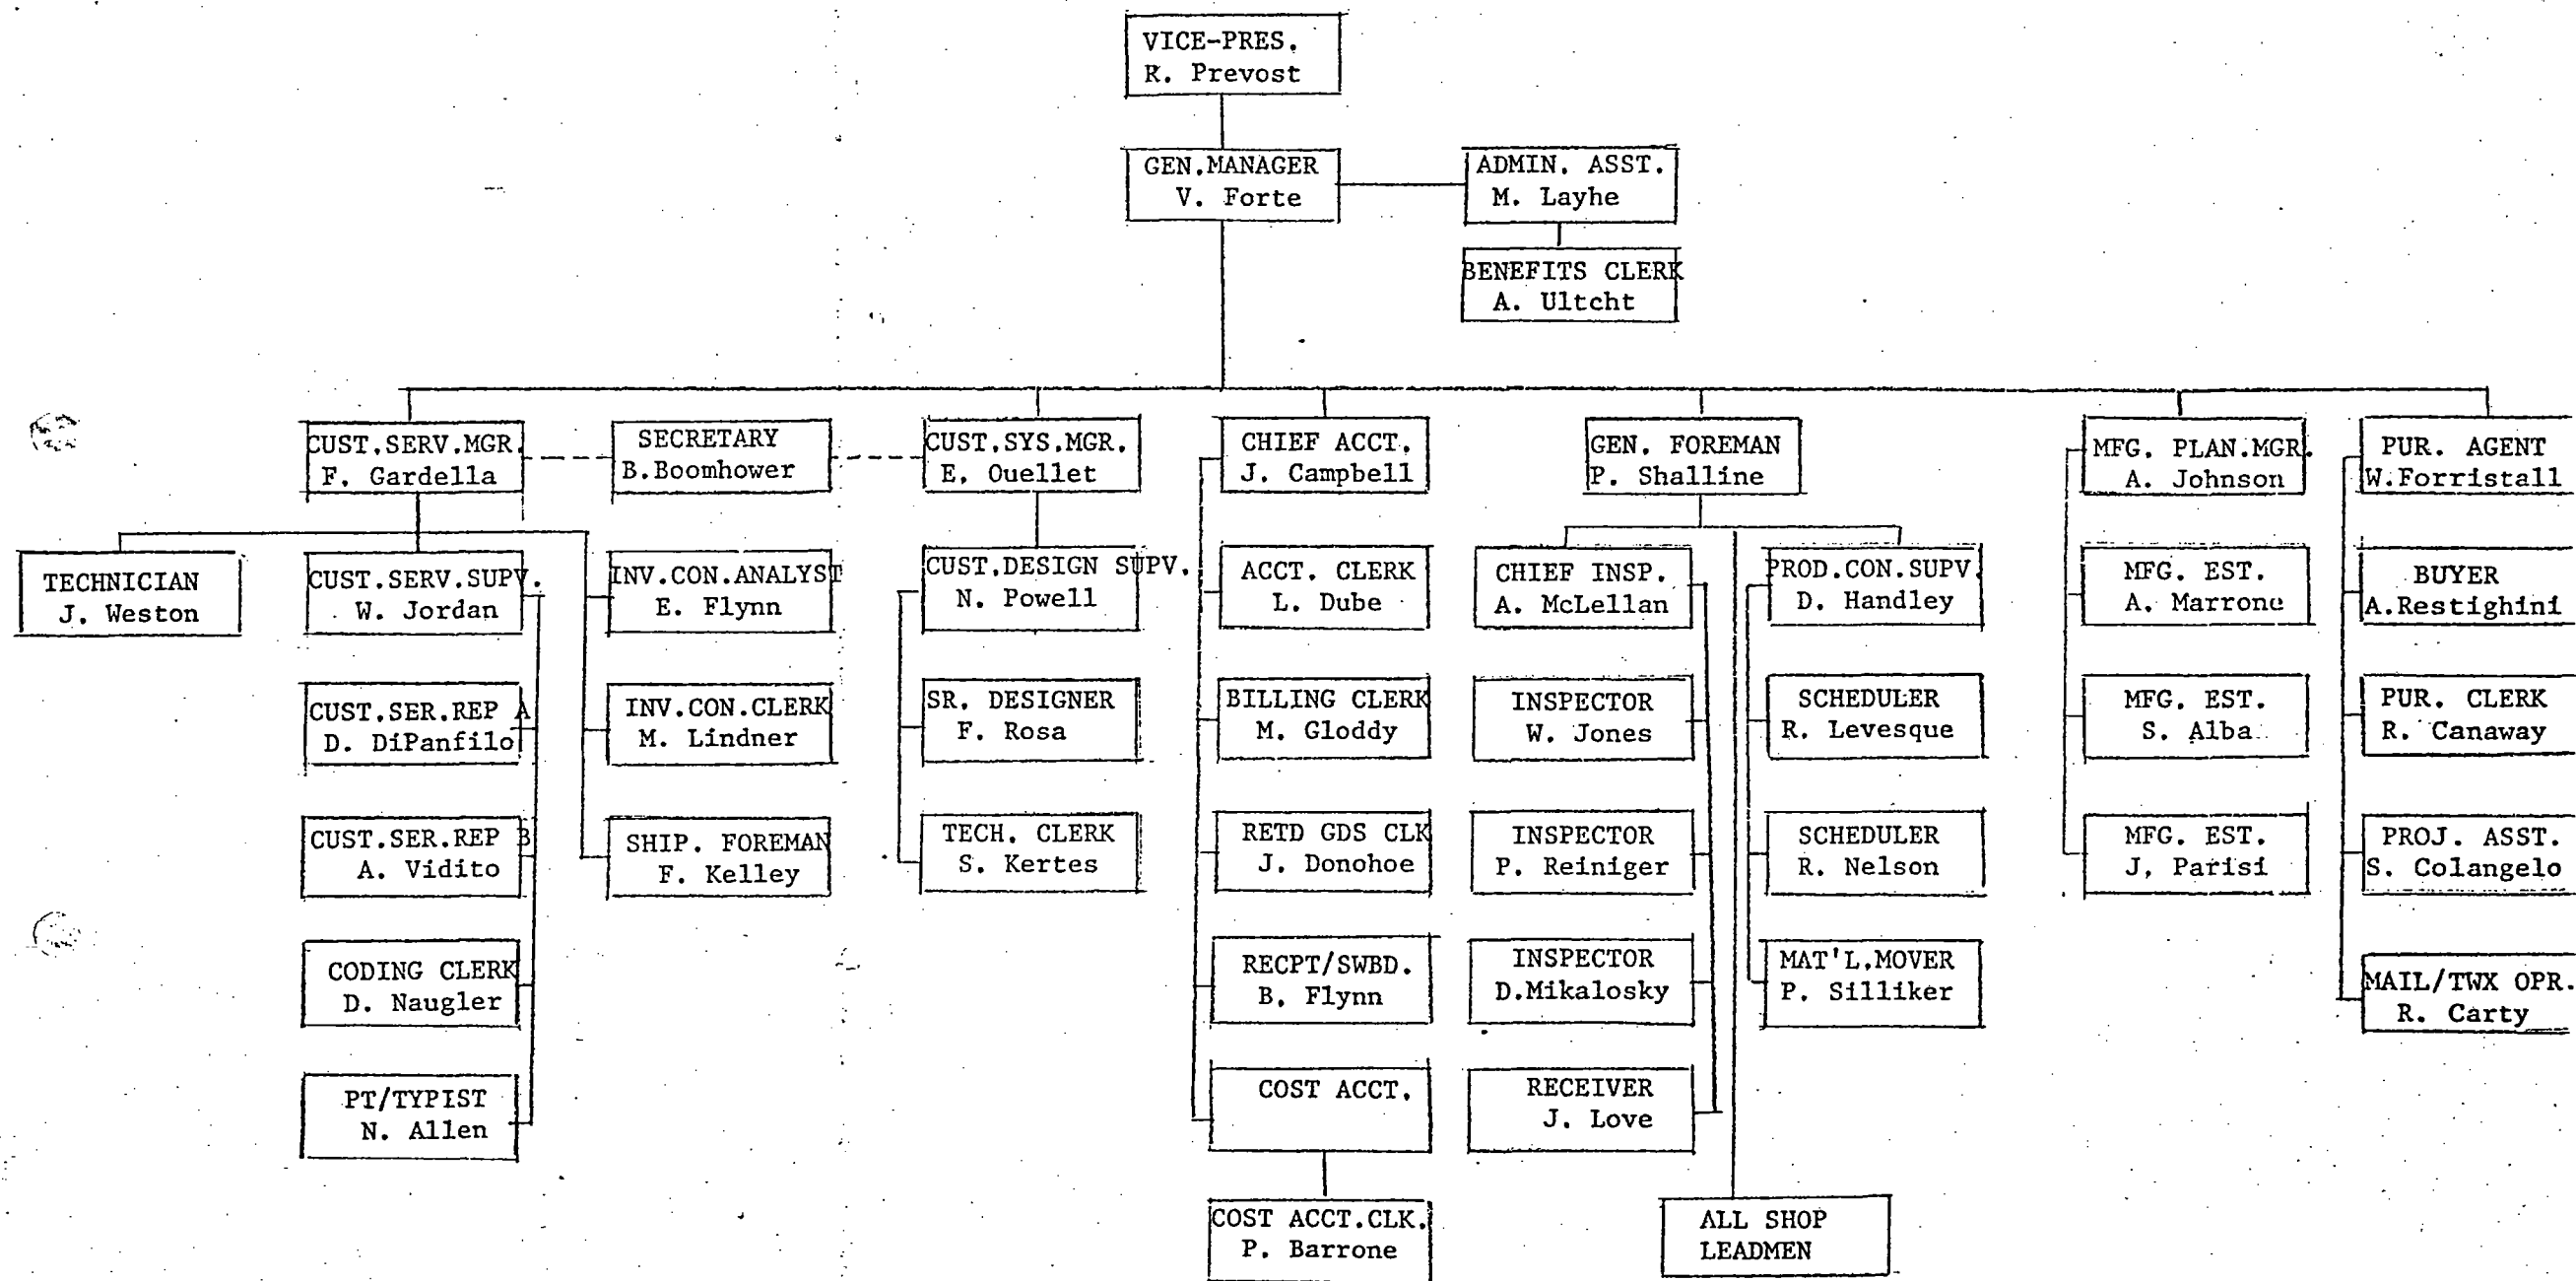 VICE-PRES.
R. Prevost
GEN.MANAGER
V. Forte
ADMIN. ASST.
M. Layhe
BENEFITS CLERK
A. Ultcht
CUST.SERV.MGR.
F. Gardella
SECRETARY
B.Boomhower
CUST.SYS.MGR.
E. Ouellet
CHIEF ACCT.
J. Campbell
GEN. FOREMAN
P. Shalline
MFG. PLAN.MGR.
A. Johnson
PUR. AGENT
W.Forristall
TECHNICIAN
J. Weston
CUST.SERV.SUPV.
W. Jordan
INV.CON.ANALYST
E. Flynn
CUST.DESIGN SUPV.
N. Powell
ACCT. CLERK
L. Dube
CHIEF INSP.
A. McLellan
PROD.CON.SUPV.
D. Handley
MFG. EST.
A. Marrone
BUYER
A.Restighini
CUST.SER.REP A
D. DiPanfilo
INV.CON.CLERK
M. Lindner
SR. DESIGNER
F. Rosa
BILLING CLERK
M. Gloddy
INSPECTOR
W. Jones
SCHEDULER
R. Levesque
MFG. EST.
S. Alba
PUR. CLERK
R. Canaway
CUST.SER.REP B
A. Vidito
SHIP. FOREMAN
F. Kelley
TECH. CLERK
S. Kertes
RETD GDS CLK
J. Donohoe
INSPECTOR
P. Reiniger
SCHEDULER
R. Nelson
MFG. EST.
J. Parisi
PROJ. ASST.
S. Colangelo
CODING CLERK
D. Naugler
RECPT/SWBD.
B. Flynn
INSPECTOR
D.Mikalosky
MAT'L.MOVER
P. Silliker
MAIL/TWX OPR.
R. Carty
PT/TYPIST
N. Allen
COST ACCT.
RECEIVER
J. Love
COST ACCT.CLK.
P. Barrone
ALL SHOP
LEADMEN